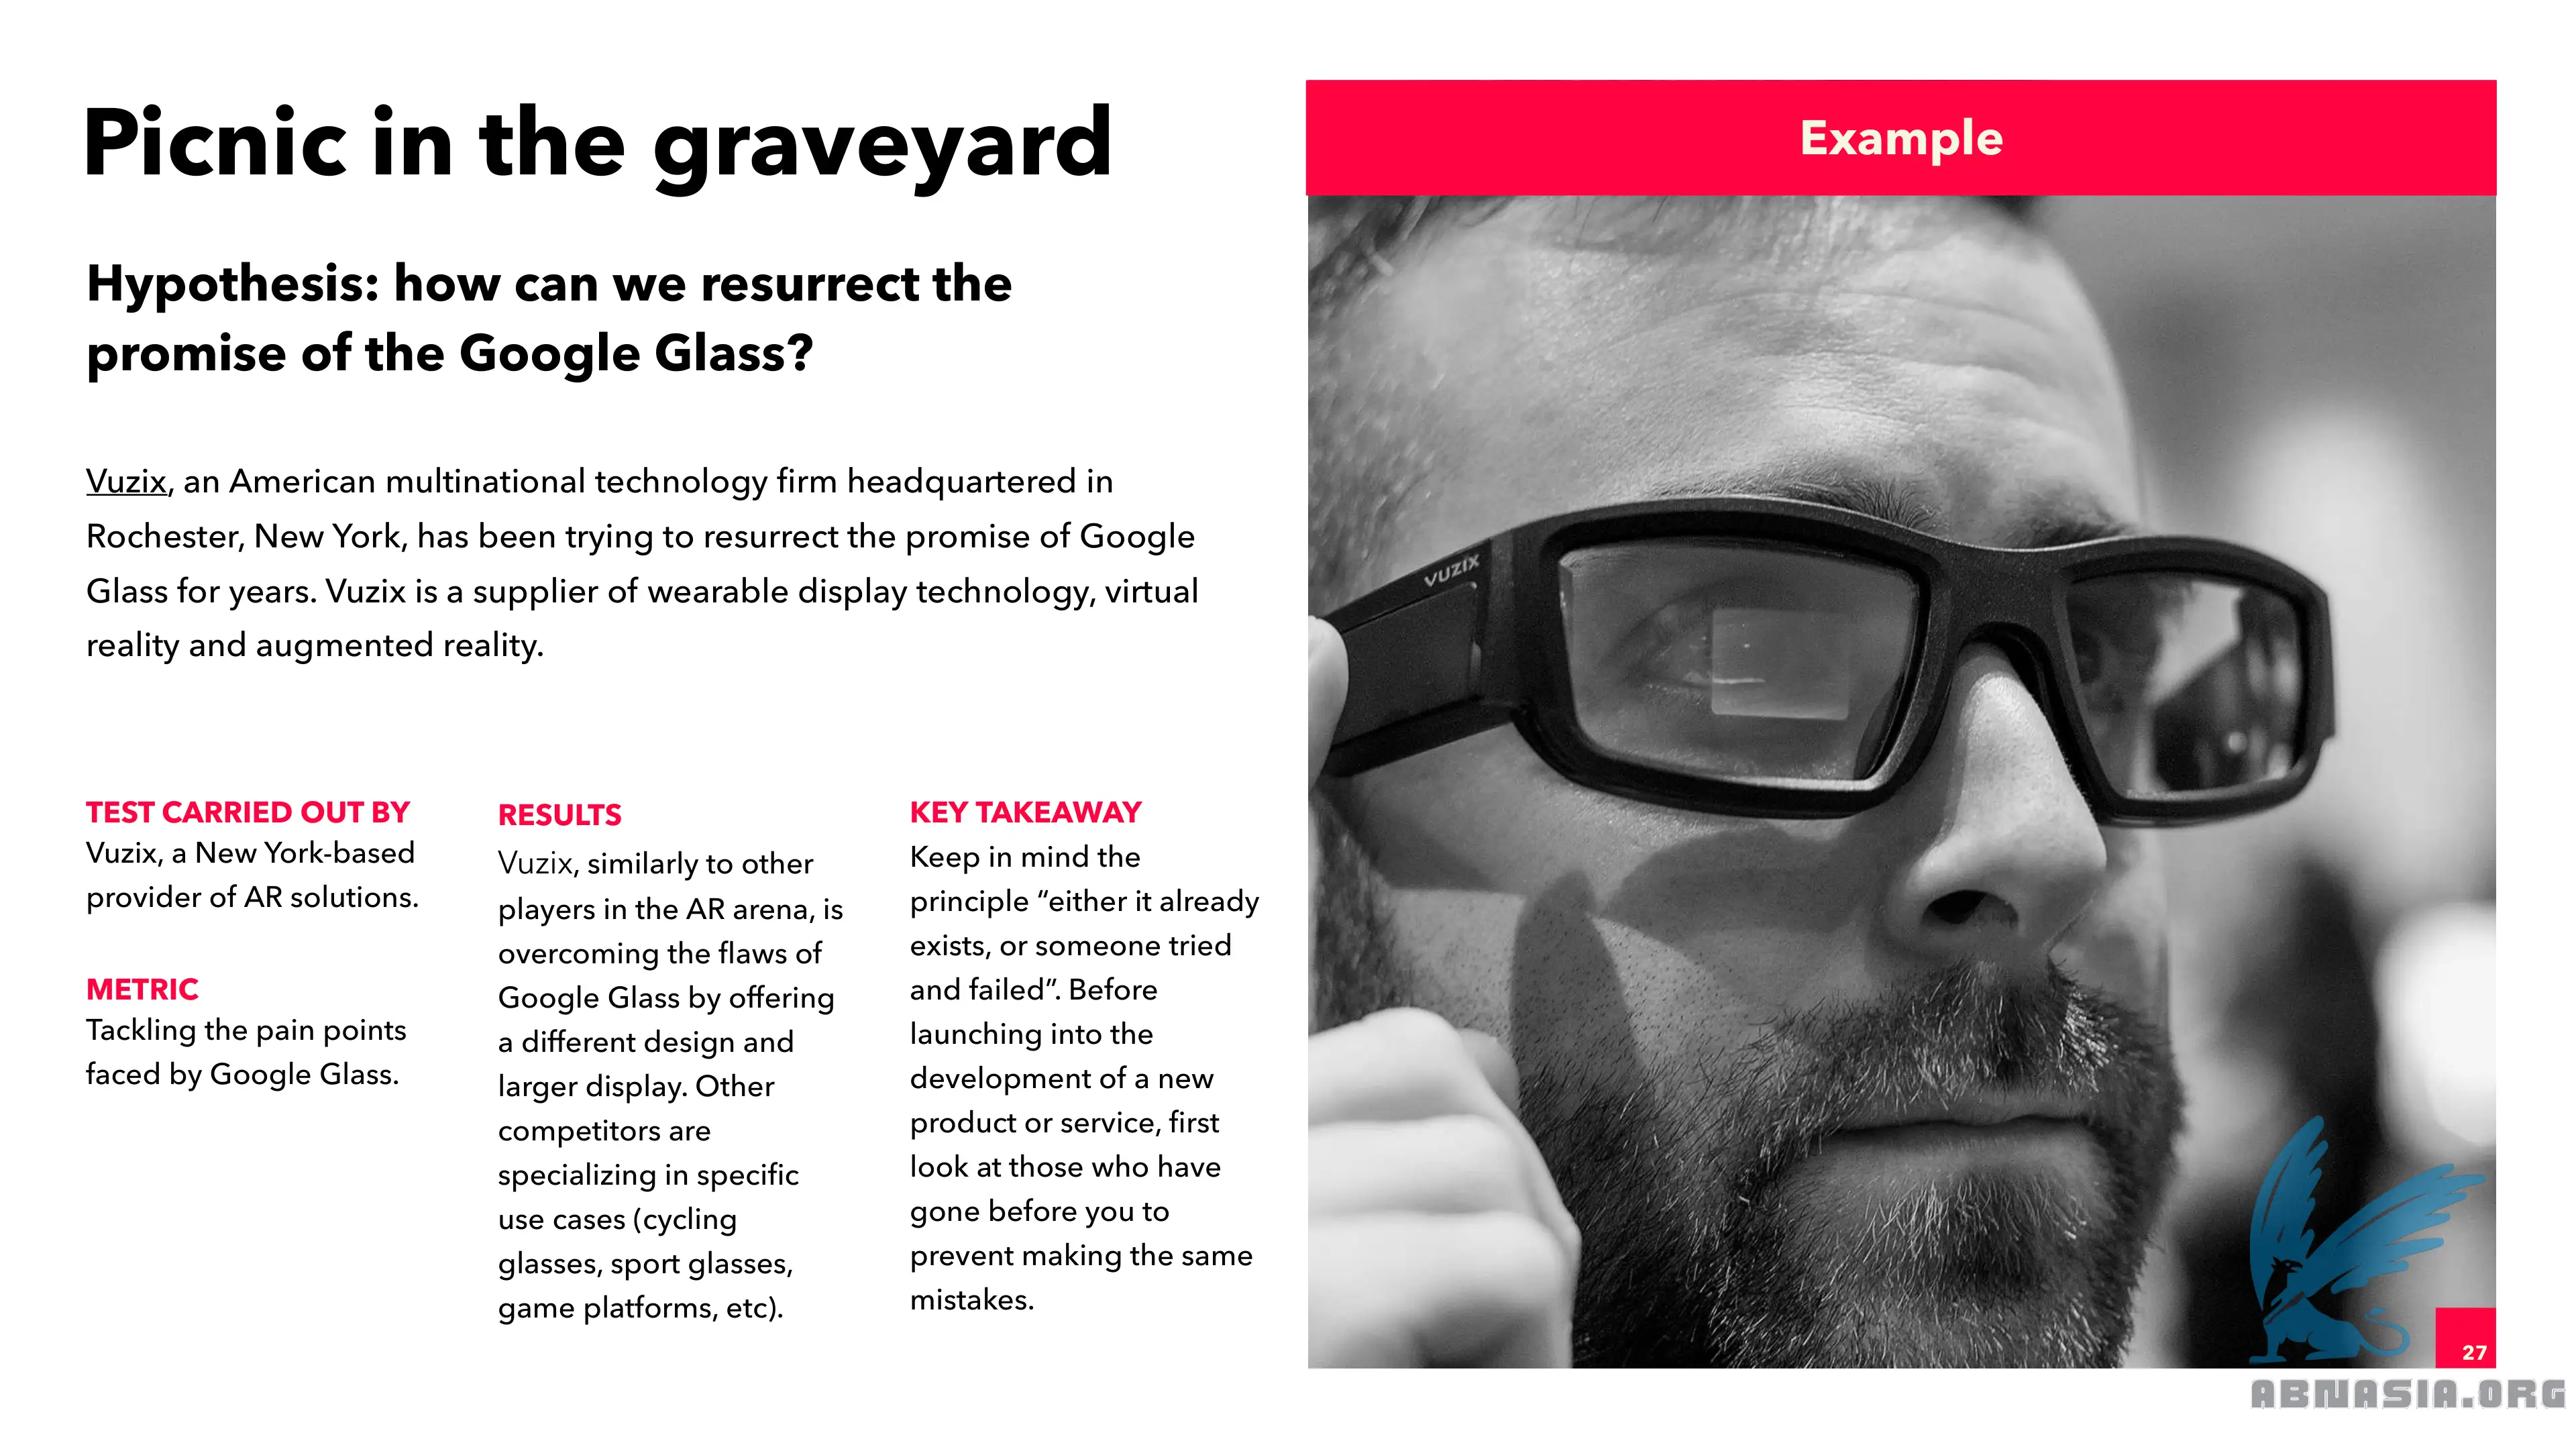 Picnic in the graveyard
Hypothesis: how can we resurrect the
promise of the Google Glass?
Vuzix, an American multinational technology firm headquartered in
Rochester, New York, has been trying to resurrect the promise of Google
Glass for years. Vuzix is a supplier of wearable display technology, virtual
reality and augmented reality.
TEST CARRIED OUT BY
Vuzix, a New York-based
provider of AR solutions.
METRIC
Tackling the pain points
faced by Google Glass.
RESULTS
Vuzix, similarly to other
players in the AR arena, is
overcoming the flaws of
Google Glass by offering
a different design and
larger display. Other
competitors are
specializing in specific
use cases (cycling
glasses, sport glasses,
game platforms, etc).
KEY TAKEAWAY
Keep in mind the
principle “either it already
exists, or someone tried
and failed”. Before
launching into the
development of a new
product or service, first
look at those who have
gone before you to
prevent making the same
mistakes.
Example
VUZIX
27
ABNASIA.ORG